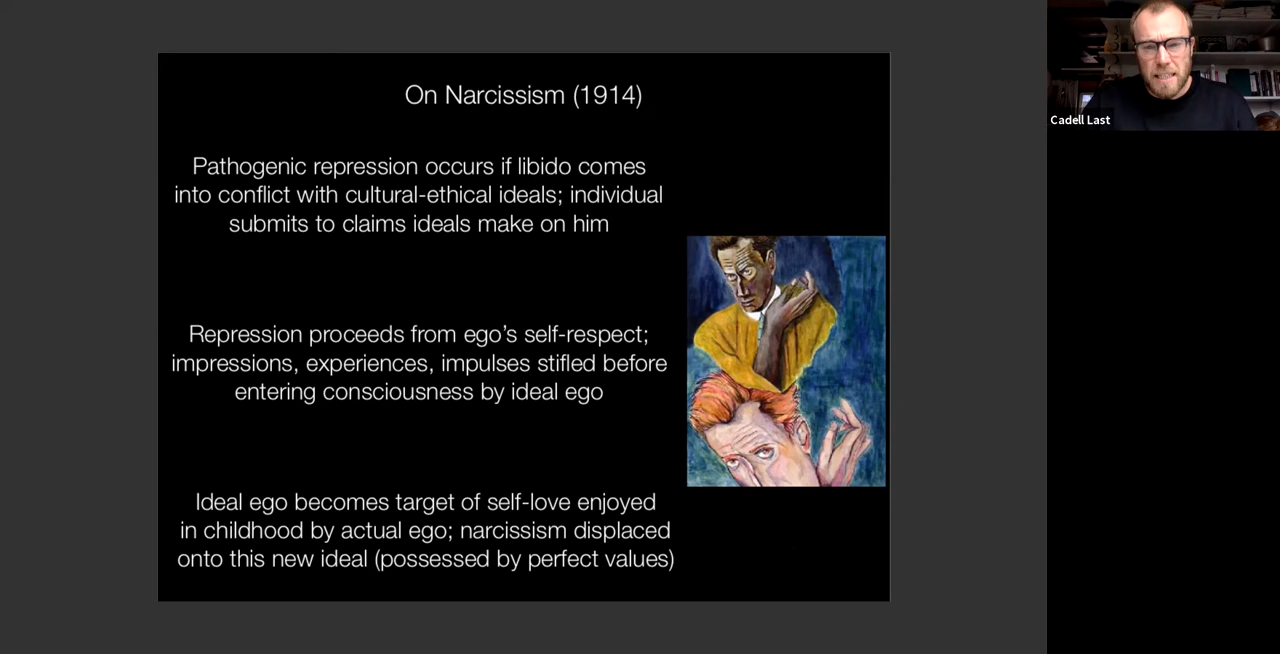 On Narcissism (1914)
Pathogenic repression occurs if libido comes
into conflict with cultural-ethical ideals; individual
submits to claims ideals make on him
Repression proceeds from ego’s self-respect;
impressions, experiences, impulses stifled before
entering consciousness by ideal ego
Ideal ego becomes target of self-love enjoyed
in childhood by actual ego; narcissism displaced
onto this new ideal (possessed by perfect values)
Cadell Last